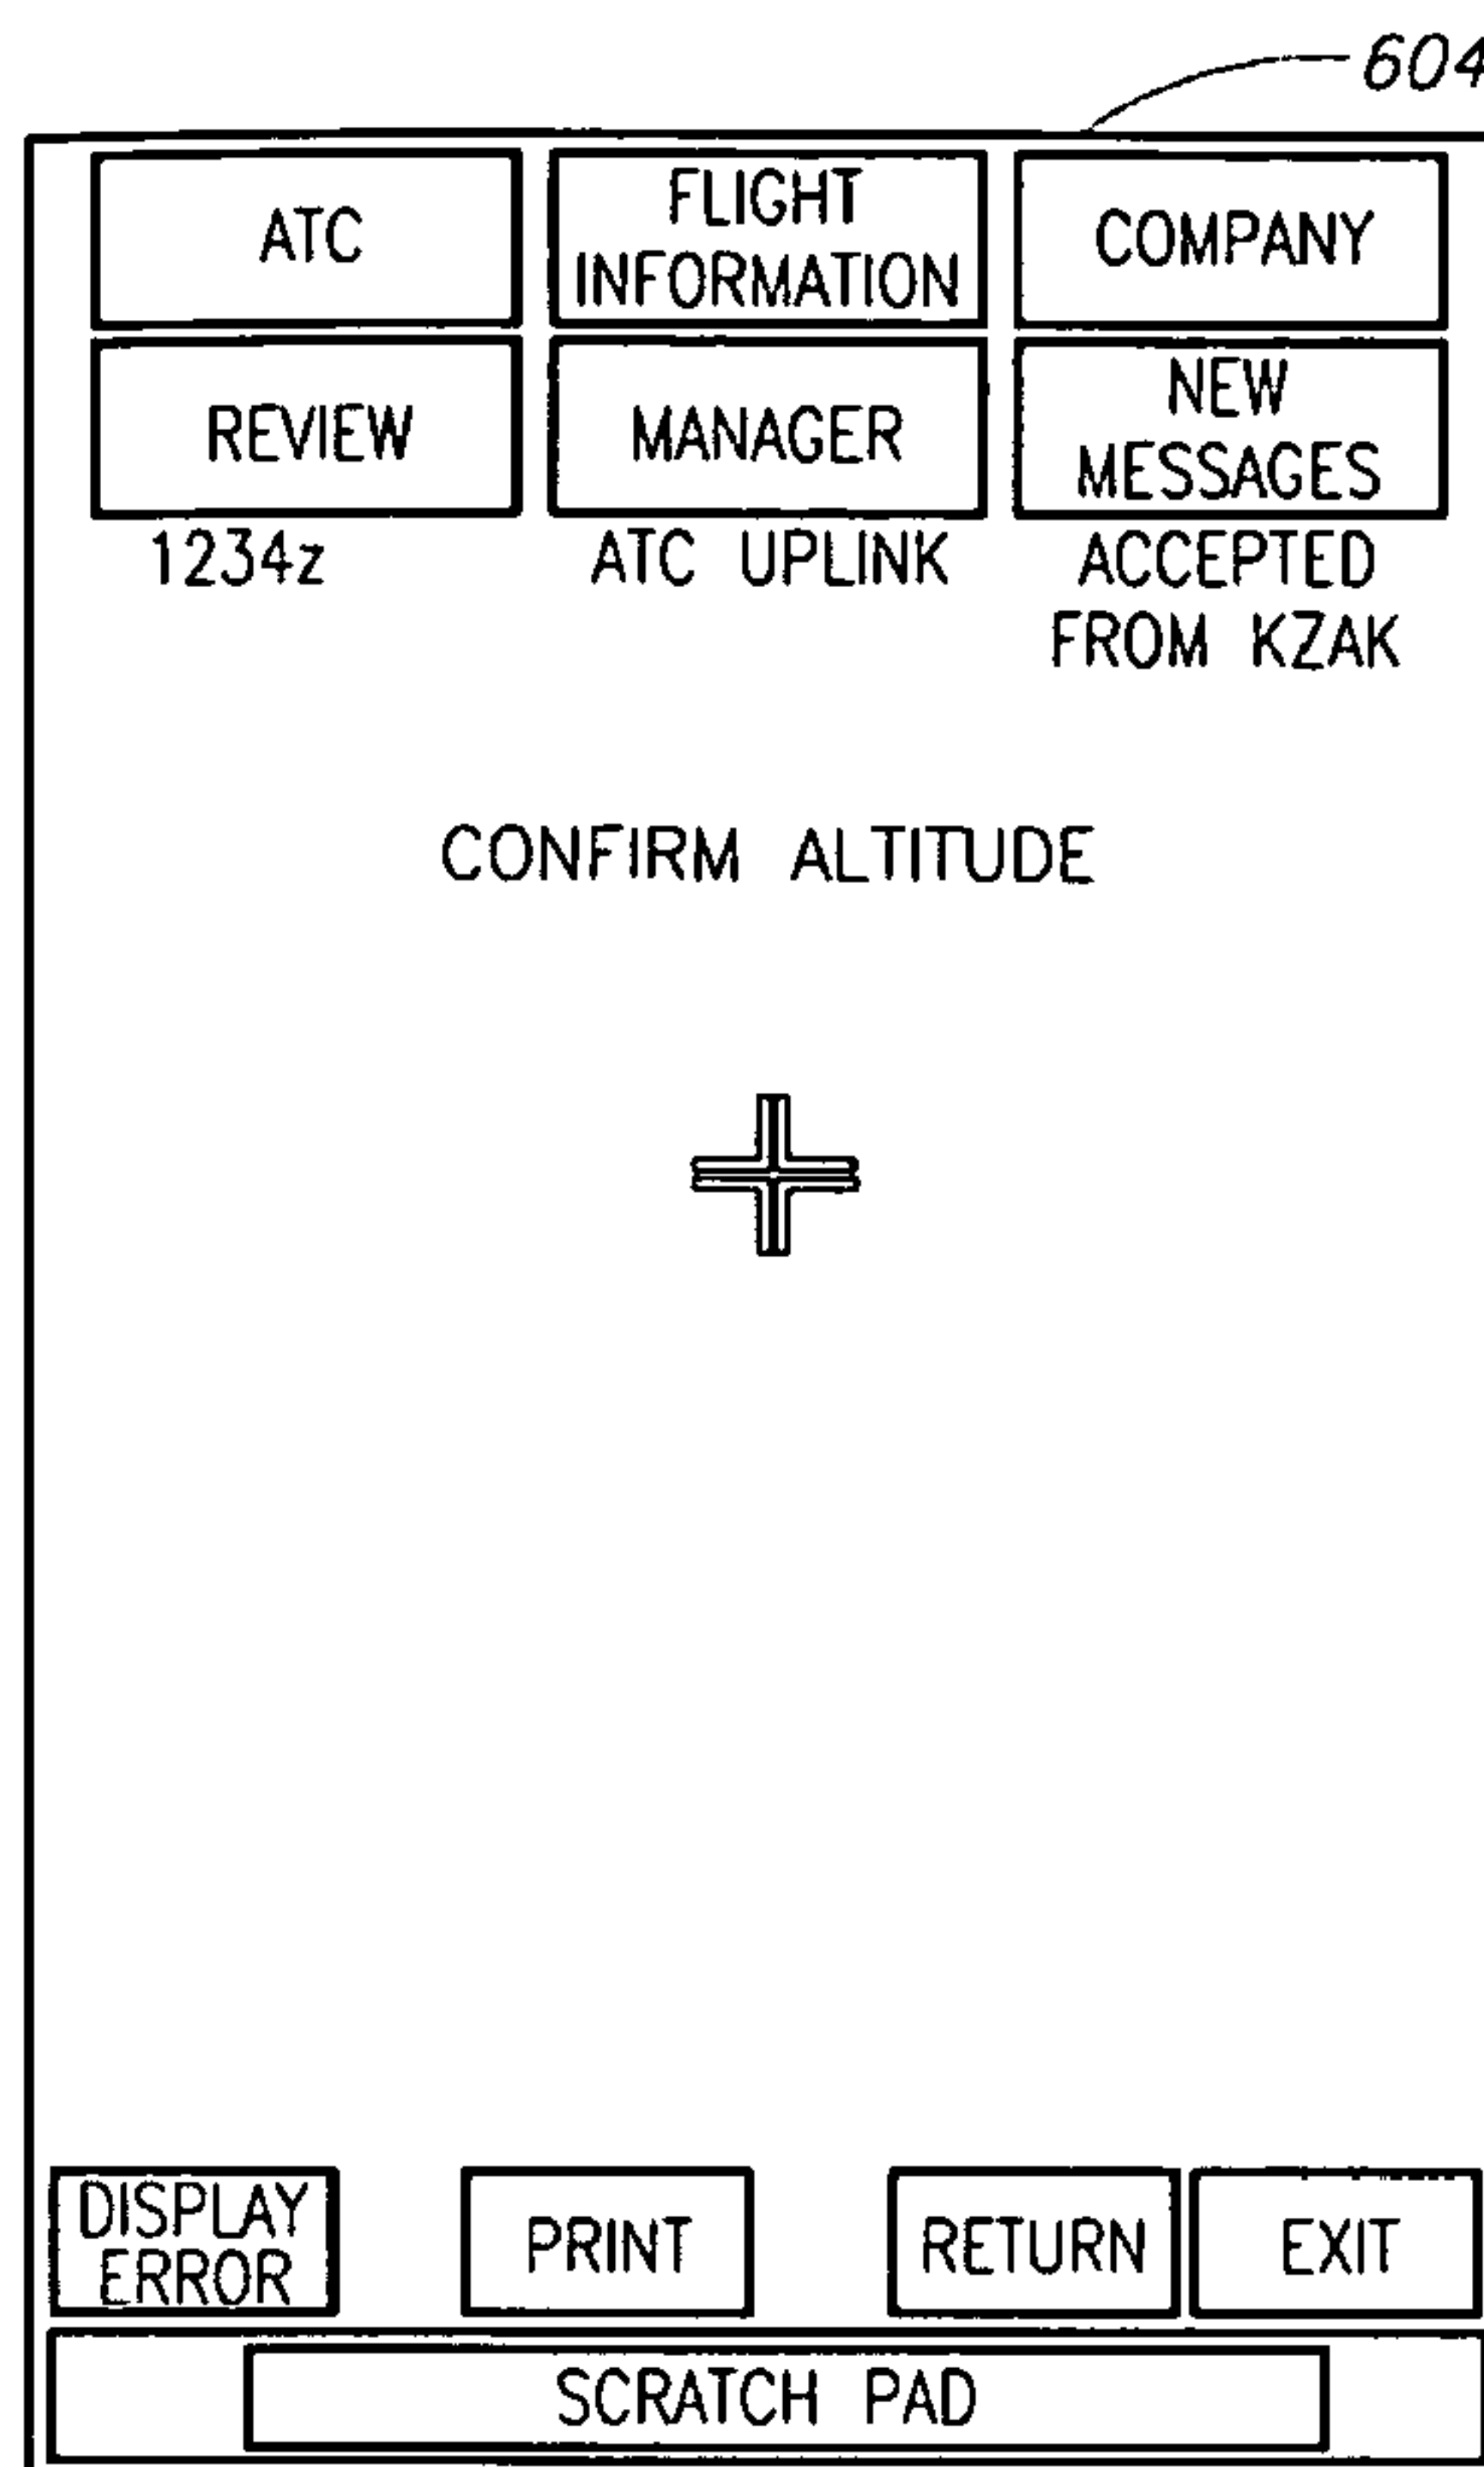 604
ATC
FLIGHT
INFORMATION
COMPANY
REVIEW
MANAGER
NEW
MESSAGES
1234z
ATC UPLINK
ACCEPTED
FROM KZAK
CONFIRM ALTITUDE
DISPLAY
ERROR
PRINT
RETURN
EXIT
SCRATCH PAD